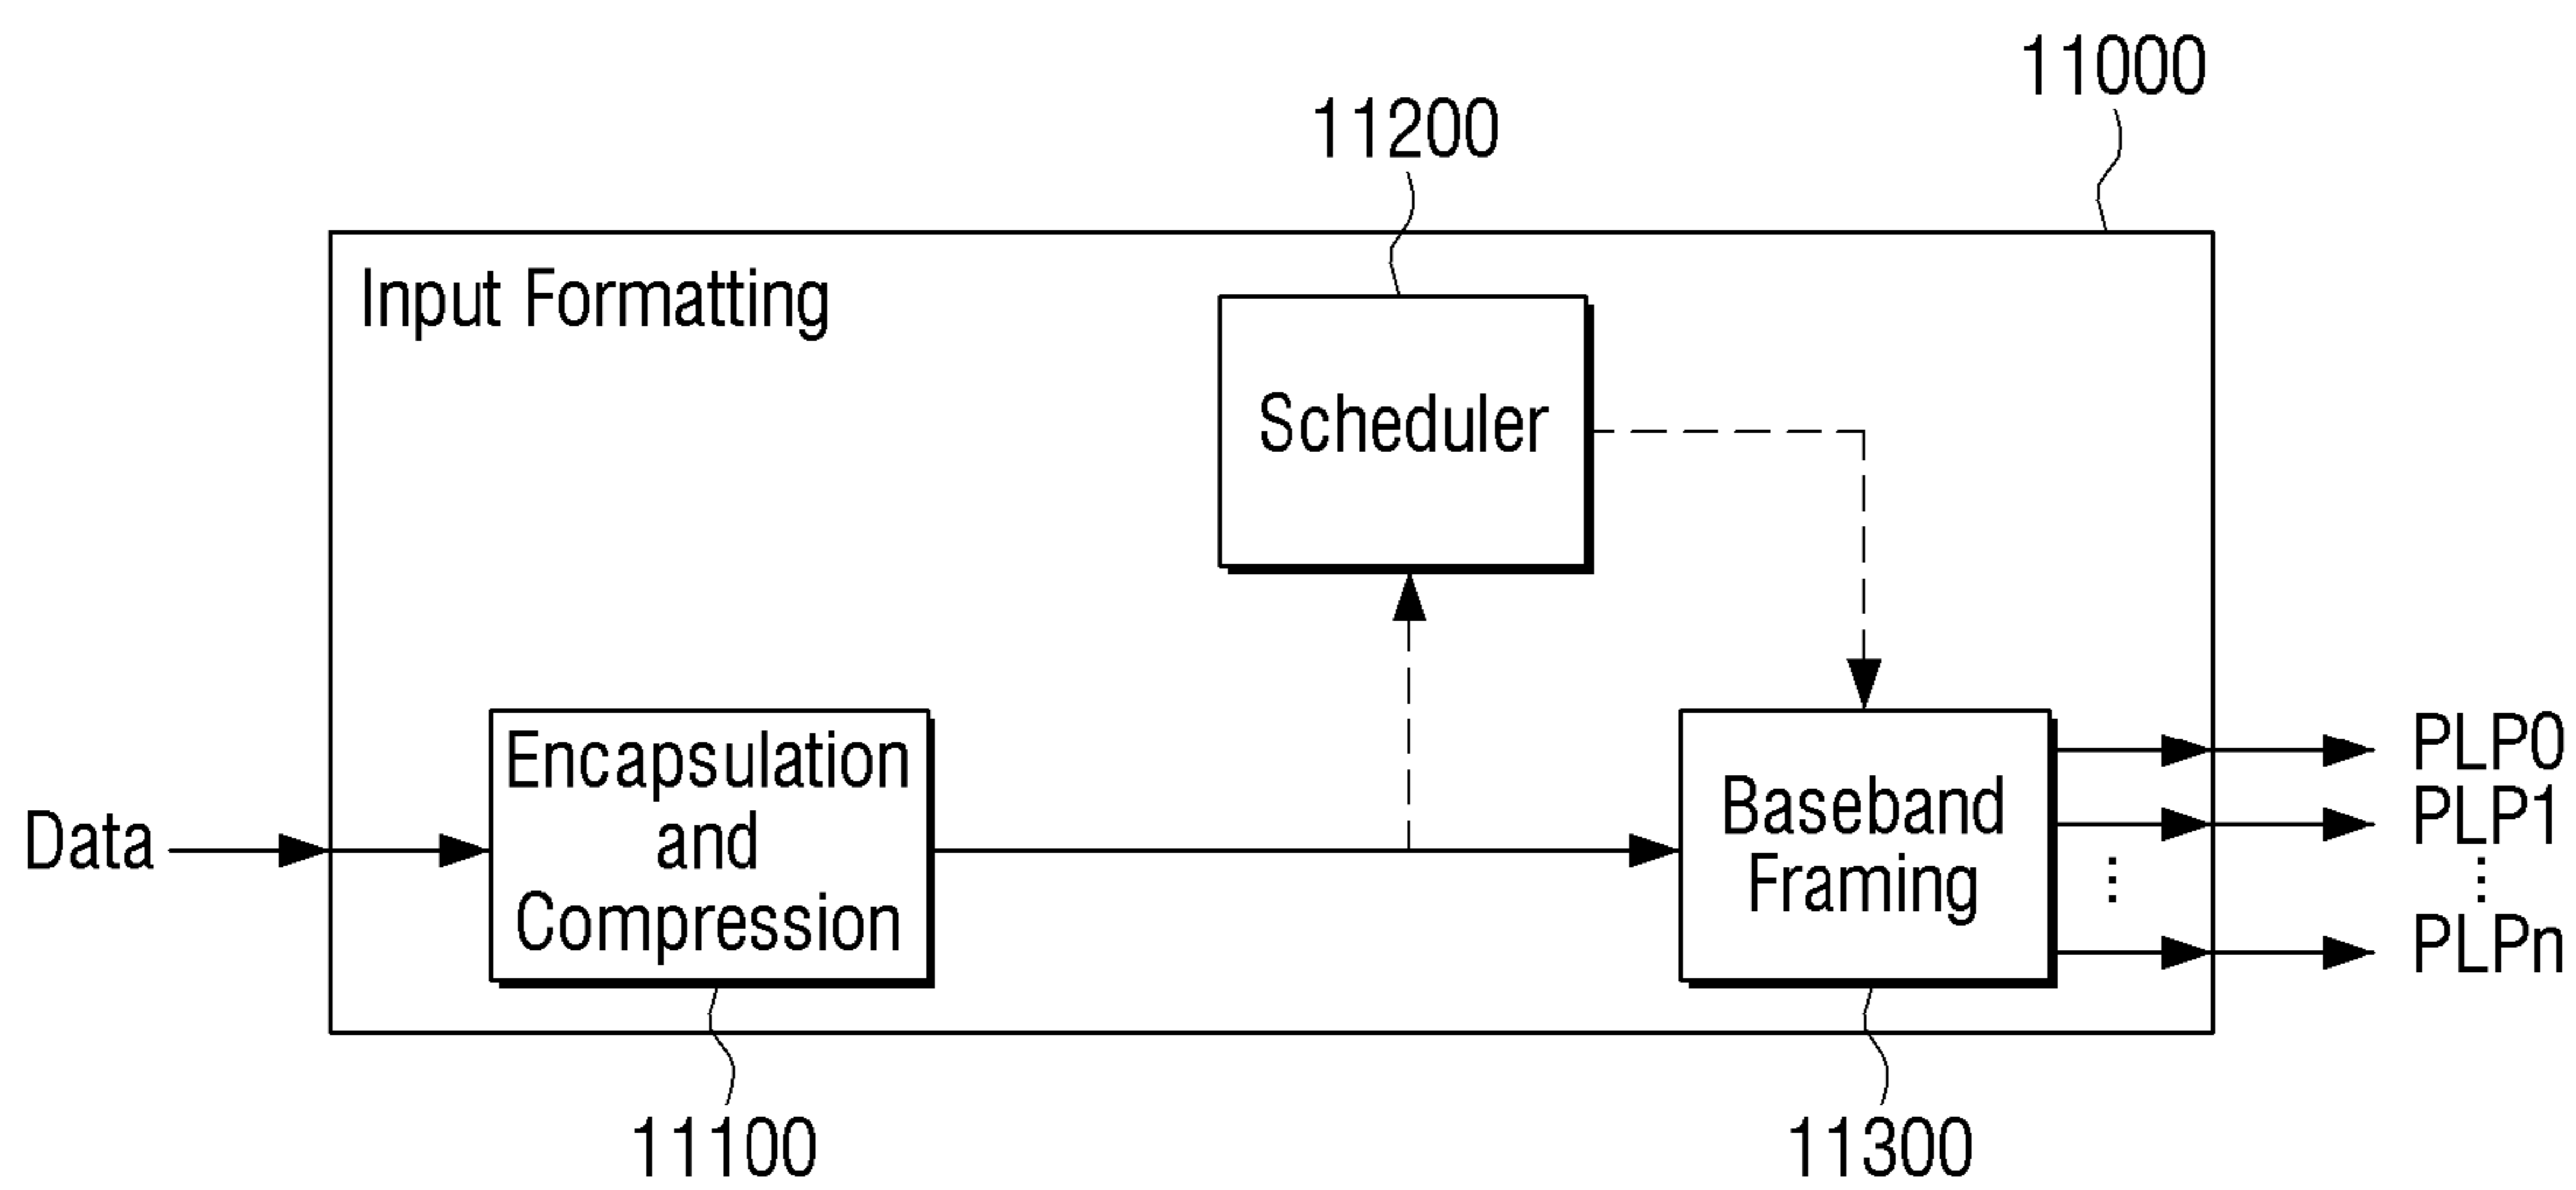 11000
11200
Input Formatting
Scheduler
Data
Encapsulation
and
Compression
Baseband
Framing
PLP0
PLP1
PLPn
11100
11300